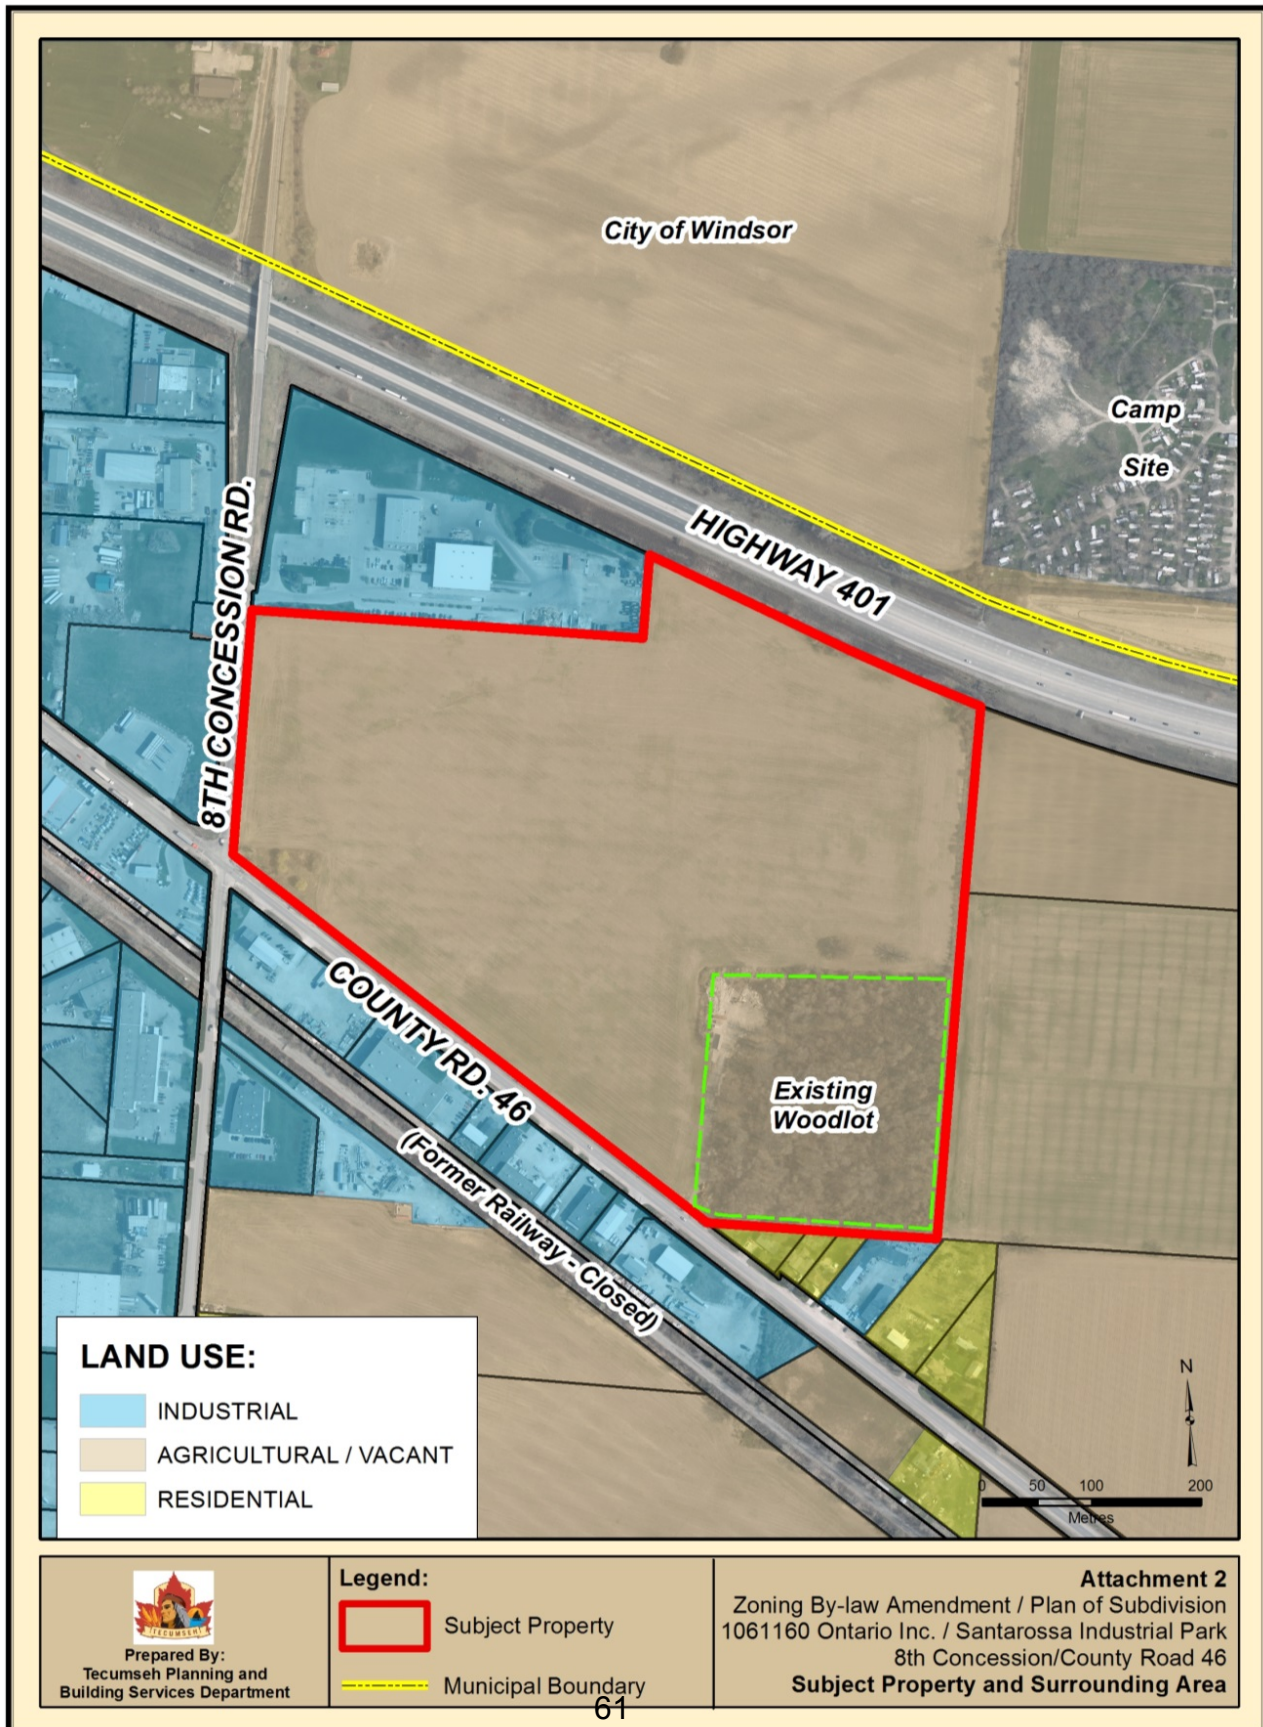 City of Windsor
Camp
Site
HIGHWAY 401
8TH CONCESSION RD.
COUNTY RD. 46
(Former Railway - Closed)
Existing
Woodlot
LAND USE:
INDUSTRIAL
AGRICULTURAL / VACANT
RESIDENTIAL
N
0 50 100 200
Metres
TECUMSEH
Prepared By:
Tecumseh Planning and
Building Services Department
Legend:
Subject Property
Municipal Boundary
Attachment 2
Zoning By-law Amendment / Plan of Subdivision
1061160 Ontario Inc. / Santarossa Industrial Park
8th Concession/County Road 46
Subject Property and Surrounding Area
61